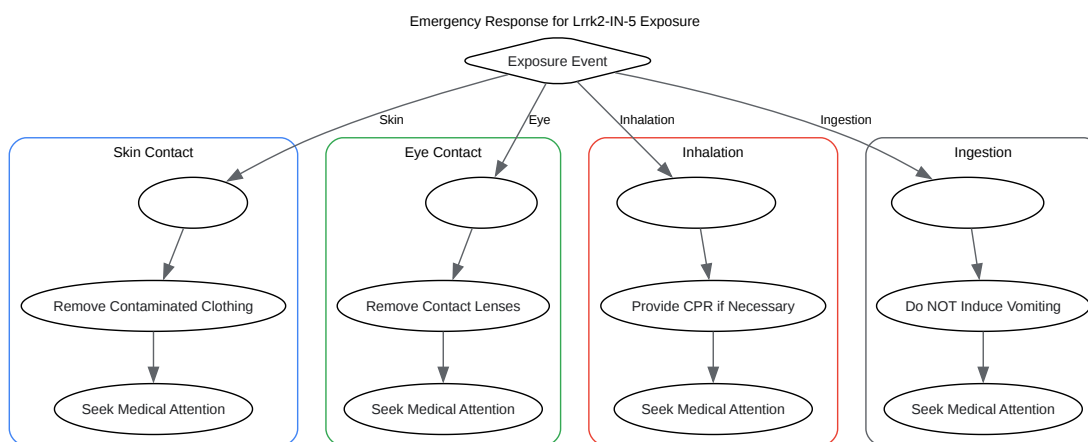 Emergency Response for Lrrk2-IN-5 Exposure
Exposure Event
Skin
Eye
Inhalation
Ingestion
Skin Contact
Eye Contact
Inhalation
Ingestion
Remove Contaminated Clothing
Remove Contact Lenses
Provide CPR if Necessary
Do NOT Induce Vomiting
Seek Medical Attention
Seek Medical Attention
Seek Medical Attention
Seek Medical Attention